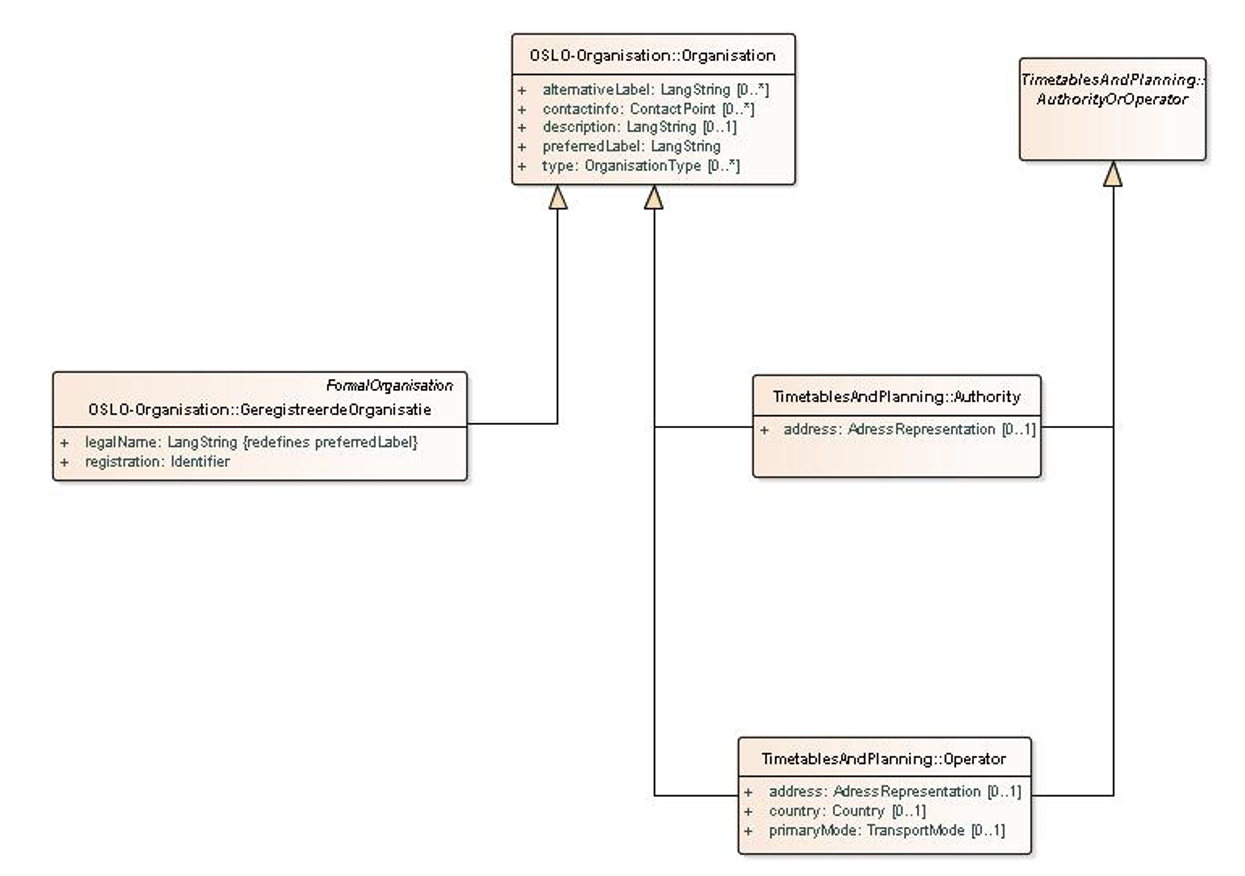 OSLO-Organisation::Organisation
+ alternativeLabel: LangString [0..*]
+ contactinfo: ContactPoint [0..*]
+ description: LangString [0..1]
+ preferredLabel: LangString
+ type: OrganisationType [0..*]
TimetablesAndPlanning::
AuthorityOrOperator
FormalOrganisation
OSLO-Organisation::GeregistreerdeOrganisatie
+ legalName: LangString {redefines preferredLabel}
+ registration: Identifier
TimetablesAndPlanning::Authority
+ address: AdressRepresentation [0..1]
TimetablesAndPlanning::Operator
+ address: AdressRepresentation [0..1]
+ country: Country [0..1]
+ primaryMode: TransportMode [0..1]